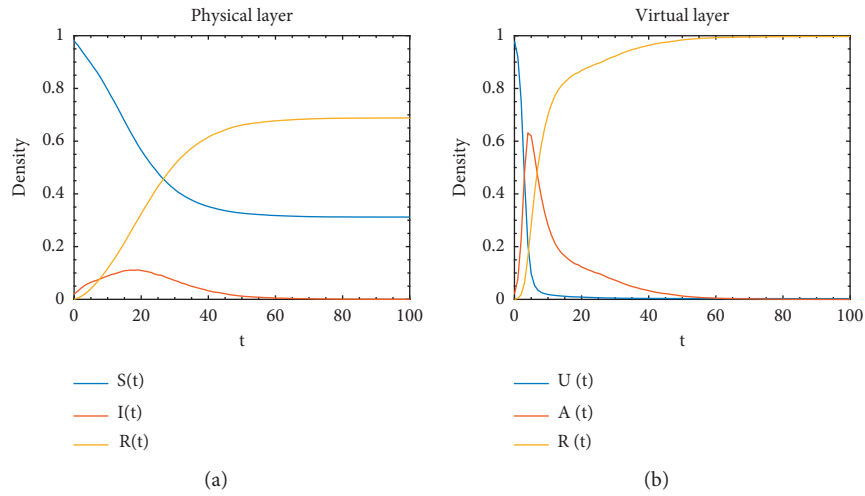 Physical layer
1
0.8
0.6
0.4
0.2
0
Density
0 20 40 60 80 100
t
S(t)
I(t)
R(t)
(a)
Virtual layer
1
0.8
0.6
0.4
0.2
0
Density
0 20 40 60 80 100
t
U (t)
A (t)
R (t)
(b)